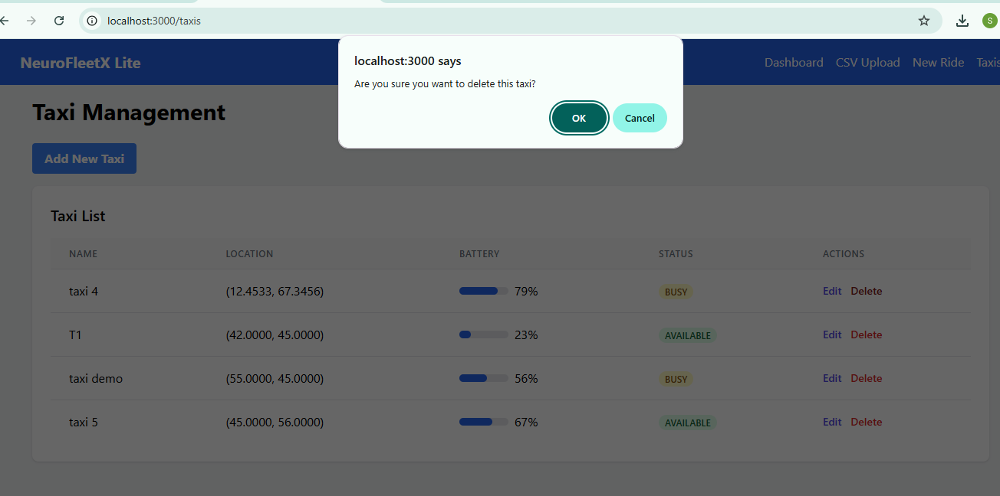 localhost:3000/taxis
S
NeuroFleetX Lite
Dashboard CSV Upload New Ride Taxis
localhost:3000 says
Are you sure you want to delete this taxi?
OK Cancel
Taxi Management
Add New Taxi
Taxi List
NAME LOCATION BATTERY STATUS ACTIONS
taxi 4 (12.4533, 67.3456) 79% BUSY Edit Delete
T1 (42.0000, 45.0000) 23% AVAILABLE Edit Delete
taxi demo (55.0000, 45.0000) 56% BUSY Edit Delete
taxi 5 (45.0000, 56.0000) 67% AVAILABLE Edit Delete